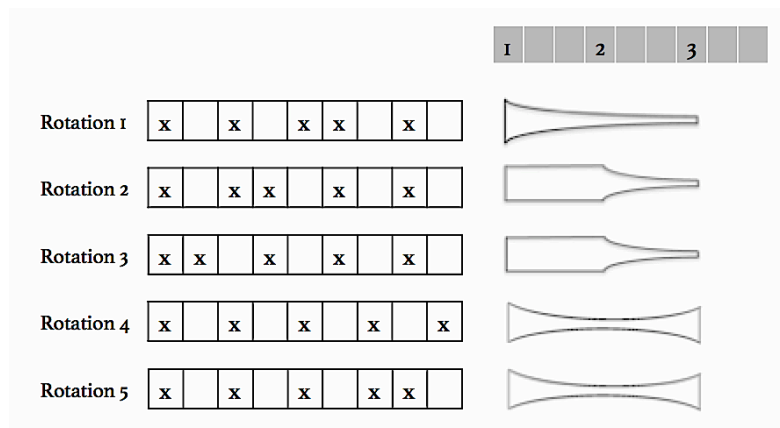 1 2 3
Rotation 1 x x x x x
Rotation 2 x x x x x
Rotation 3 x x x x x
Rotation 4 x x x x x
Rotation 5 x x x x x